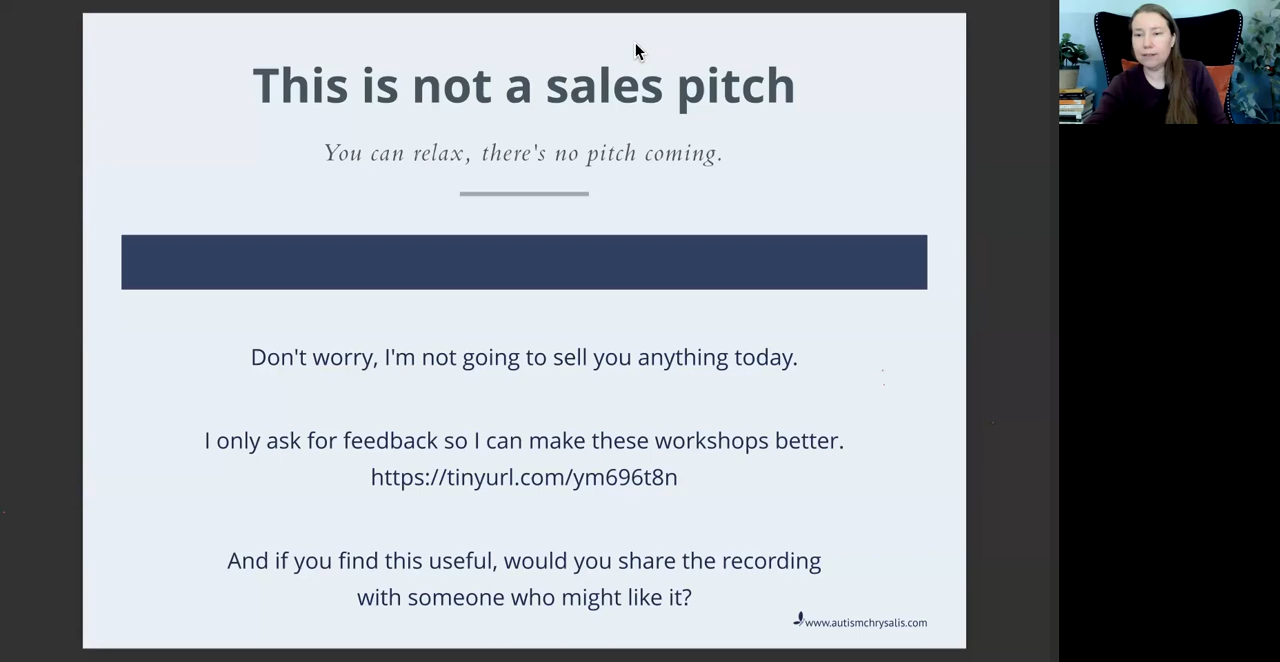 This is not a sales pitch
You can relax, there's no pitch coming.
Don't worry, I'm not going to sell you anything today.
I only ask for feedback so I can make these workshops better.
https://tinyurl.com/ym696t8n
And if you find this useful, would you share the recording
with someone who might like it?
www.autismchrysalis.com